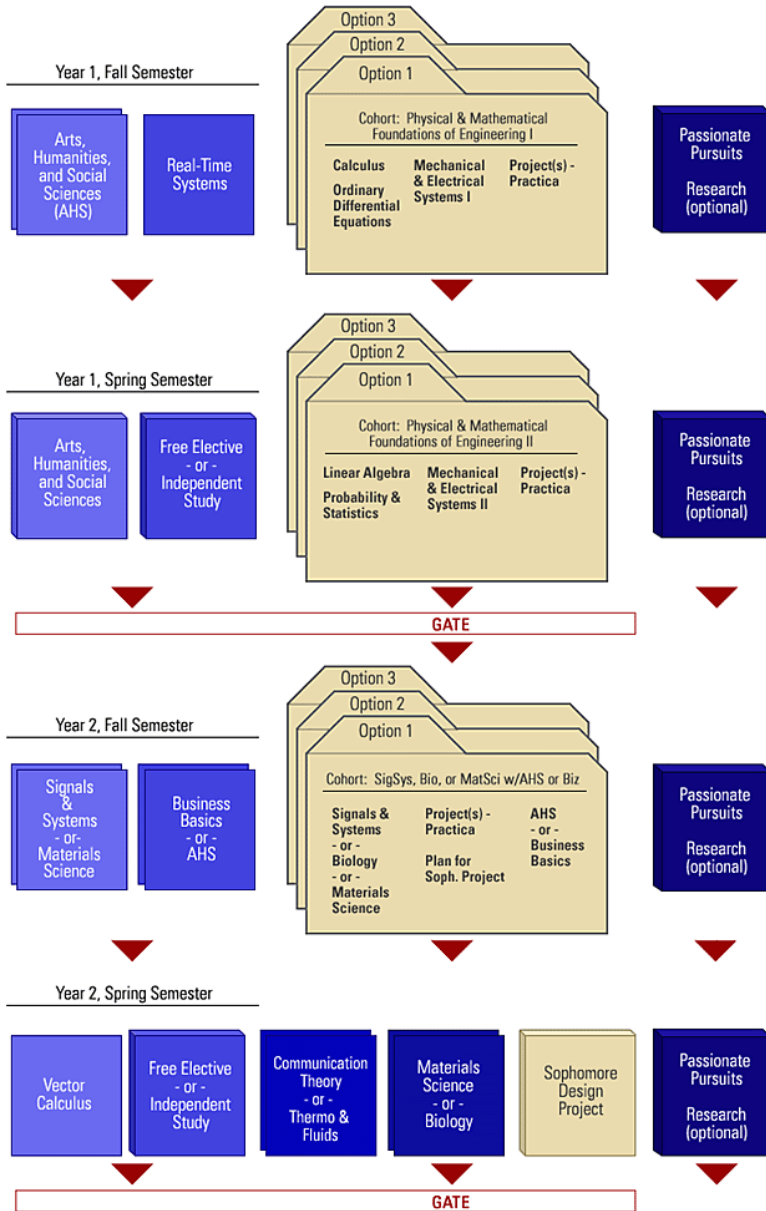 Option 3
Option 2
Option 1
Year 1, Fall Semester
Arts,
Humanities,
and Social
Sciences
(AHS)
Real-Time
Systems
Cohort: Physical & Mathematical
Foundations of Engineering I
Calculus
Ordinary
Differential
Equations
Mechanical
& Electrical
Systems I
Project(s) -
Practica
Passionate
Pursuits
Research
(optional)
Option 3
Option 2
Option 1
Year 1, Spring Semester
Arts,
Humanities,
and Social
Sciences
Free Elective
- or -
Independent
Study
Cohort: Physical & Mathematical
Foundations of Engineering II
Linear Algebra
Probability &
Statistics
Mechanical
& Electrical
Systems II
Project(s) -
Practica
Passionate
Pursuits
Research
(optional)
GATE
Option 3
Option 2
Option 1
Year 2, Fall Semester
Signals
&
Systems
- or-
Materials
Science
Business
Basics
- or -
AHS
Cohort: SigSys, Bio, or MatSci w/AHS or Biz
Signals &
Systems
- or -
Biology
- or -
Materials
Science
Project(s) -
Practica
Plan for
Soph. Project
AHS
- or -
Business
Basics
Passionate
Pursuits
Research
(optional)
Year 2, Spring Semester
Vector
Calculus
Free Elective
- or -
Independent
Study
Communication
Theory
- or -
Thermo &
Fluids
Materials
Science
- or -
Biology
Sophomore
Design
Project
Passionate
Pursuits
Research
(optional)
GATE